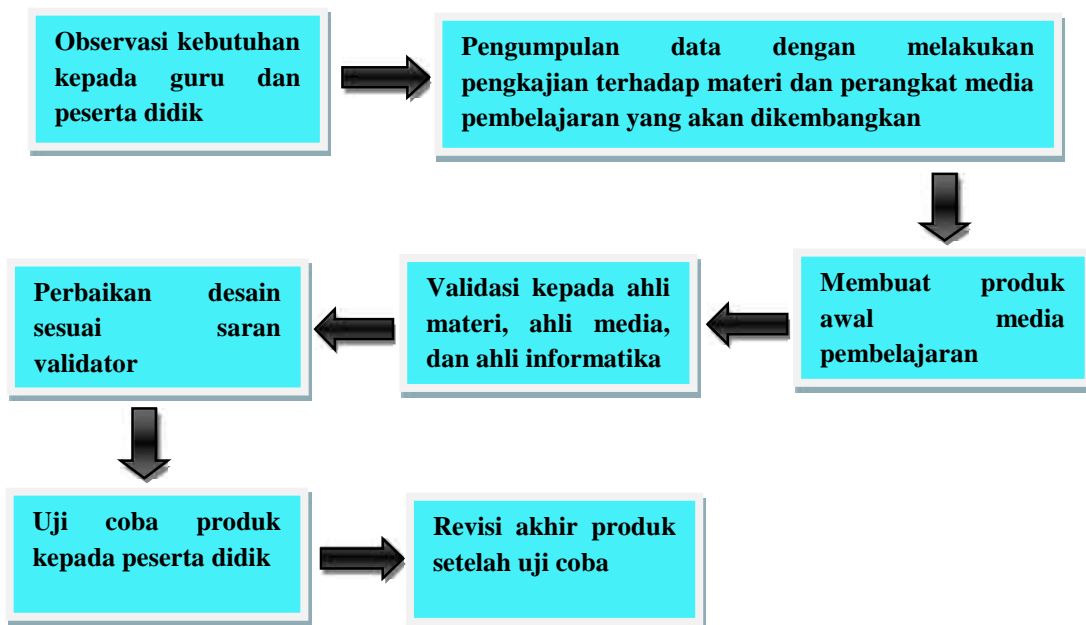 Observasi kebutuhan
kepada guru dan
peserta didik
Pengumpulan data dengan melakukan
pengkajian terhadap materi dan perangkat media
pembelajaran yang akan dikembangkan
Membuat produk
awal media
pembelajaran
Validasi kepada ahli
materi, ahli media,
dan ahli informatika
Perbaikan desain
sesuai saran
validator
Uji coba produk
kepada peserta didik
Revisi akhir produk
setelah uji coba